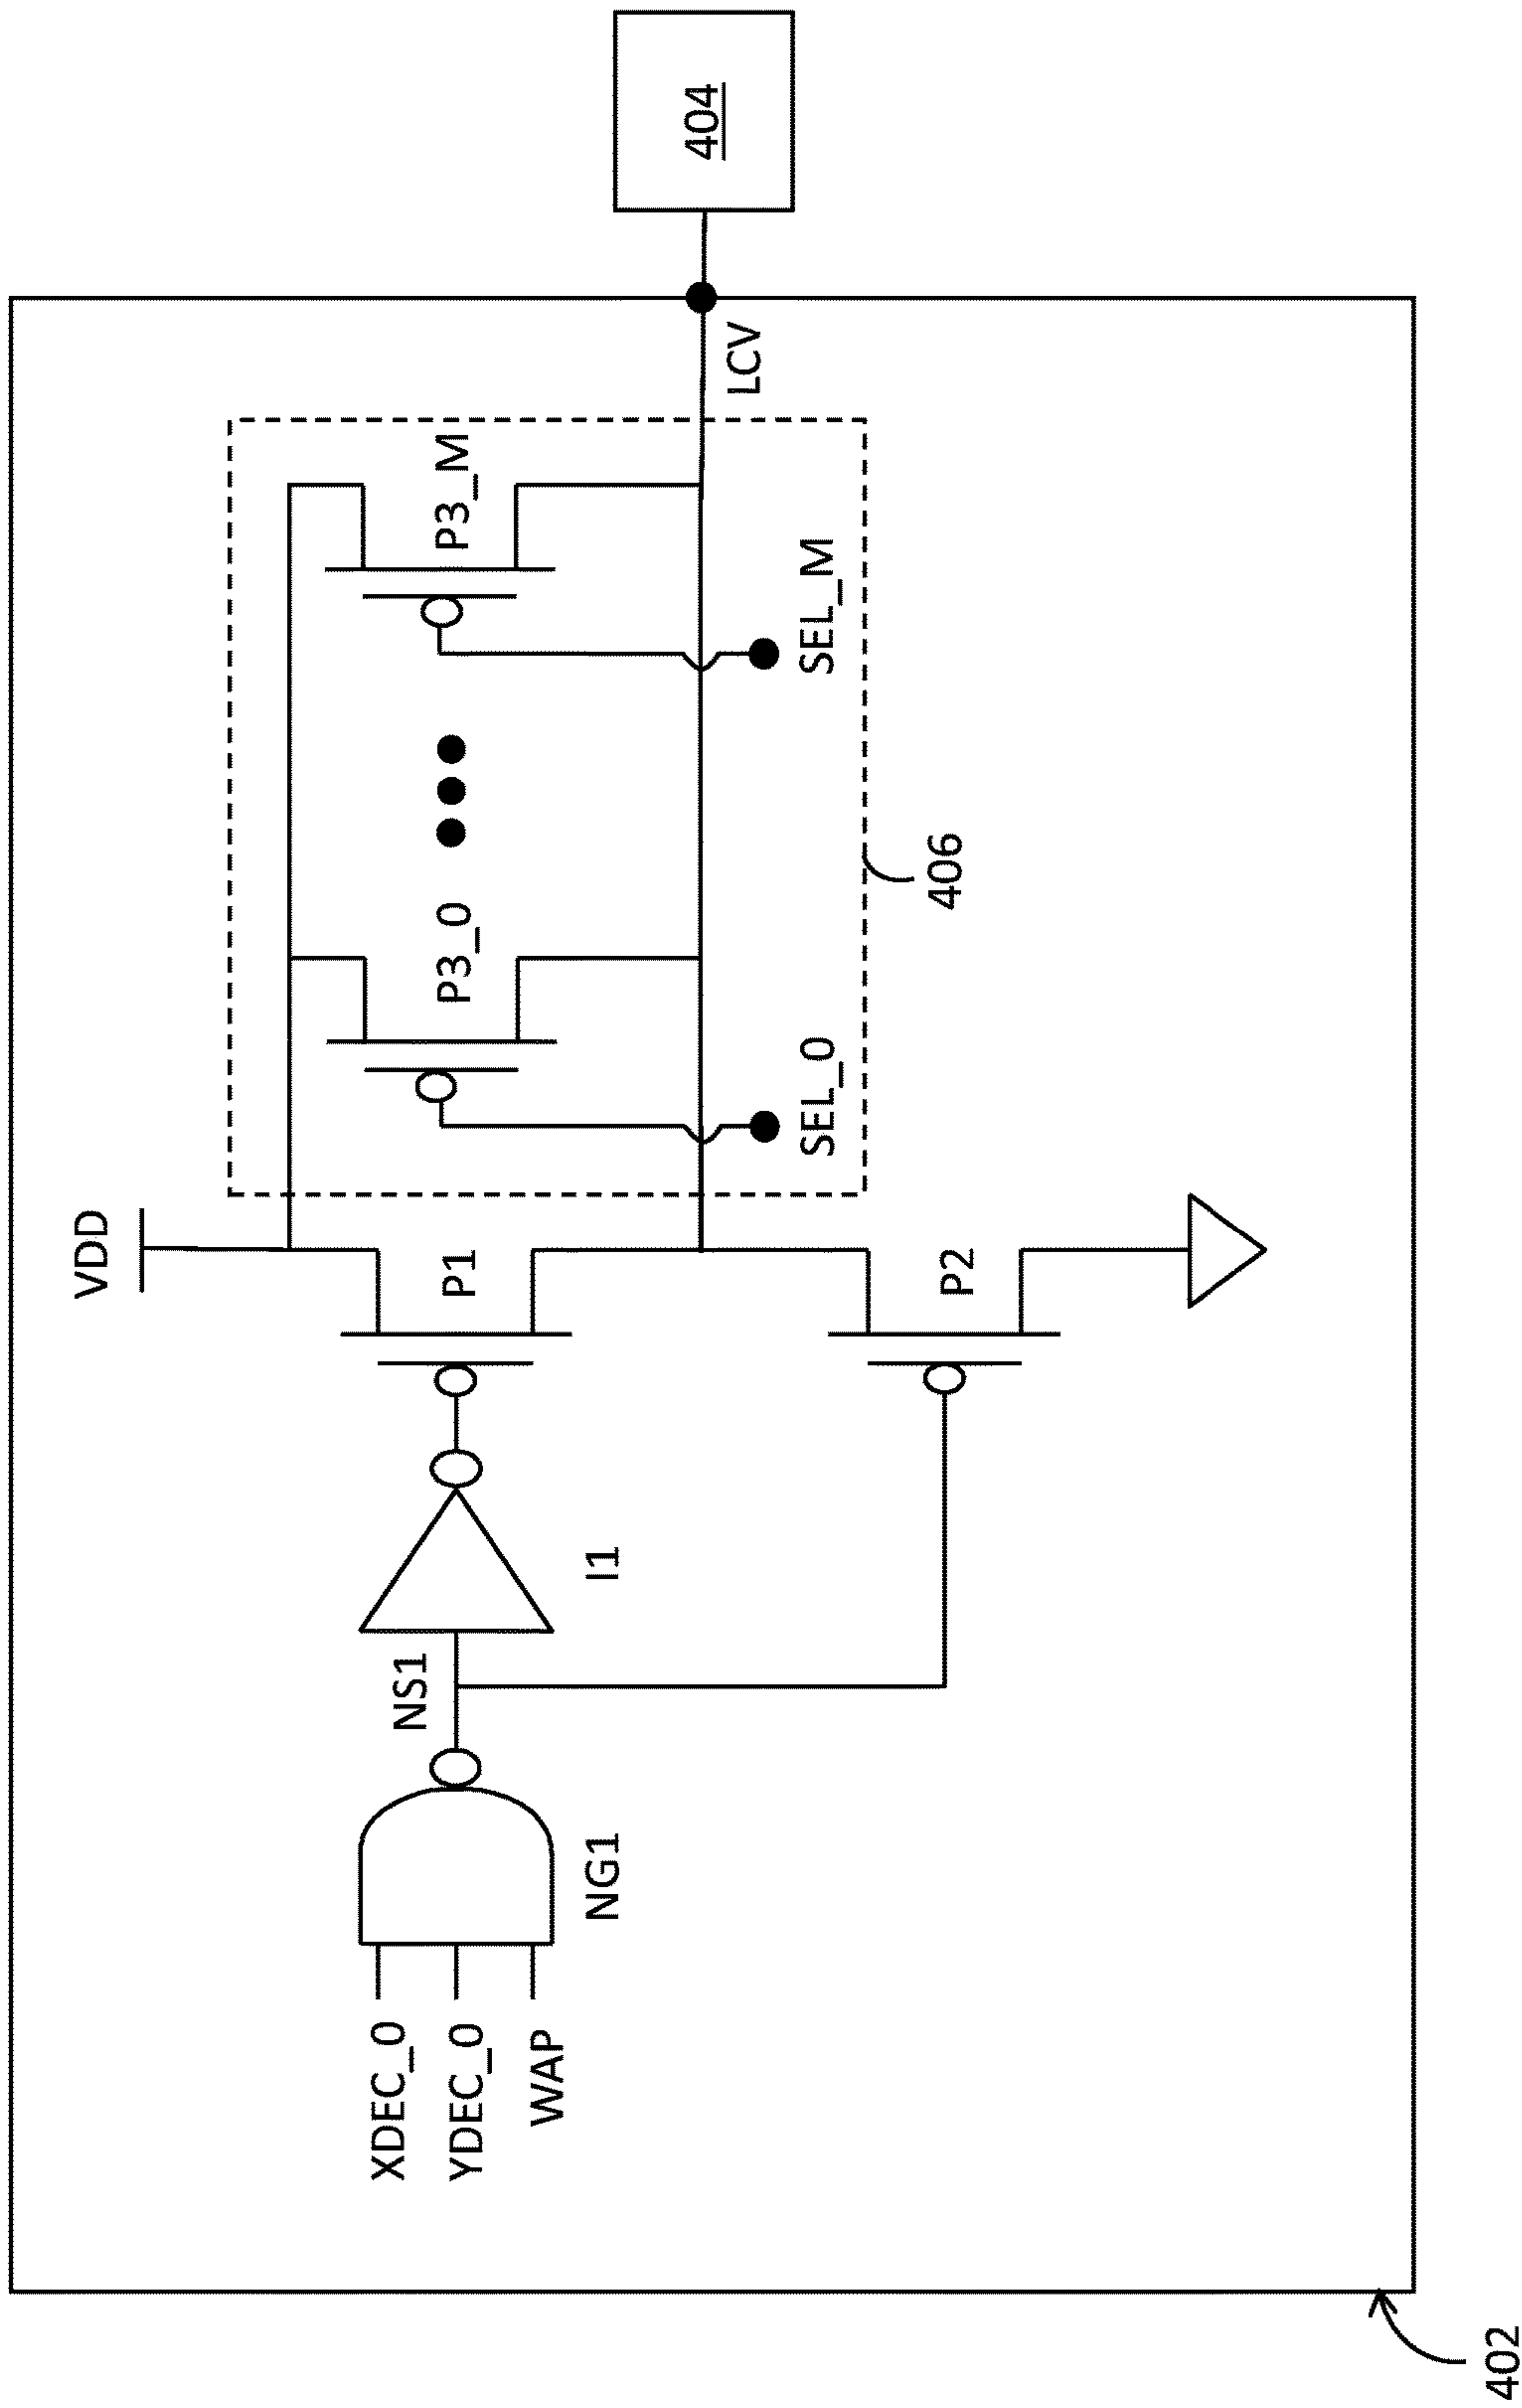 VDD
XDEC_0
YDEC_0
WAP
NG1
NS1
I1
P1
P2
P3_0
P3_M
SEL_0
SEL_M
LCV
404
406
402